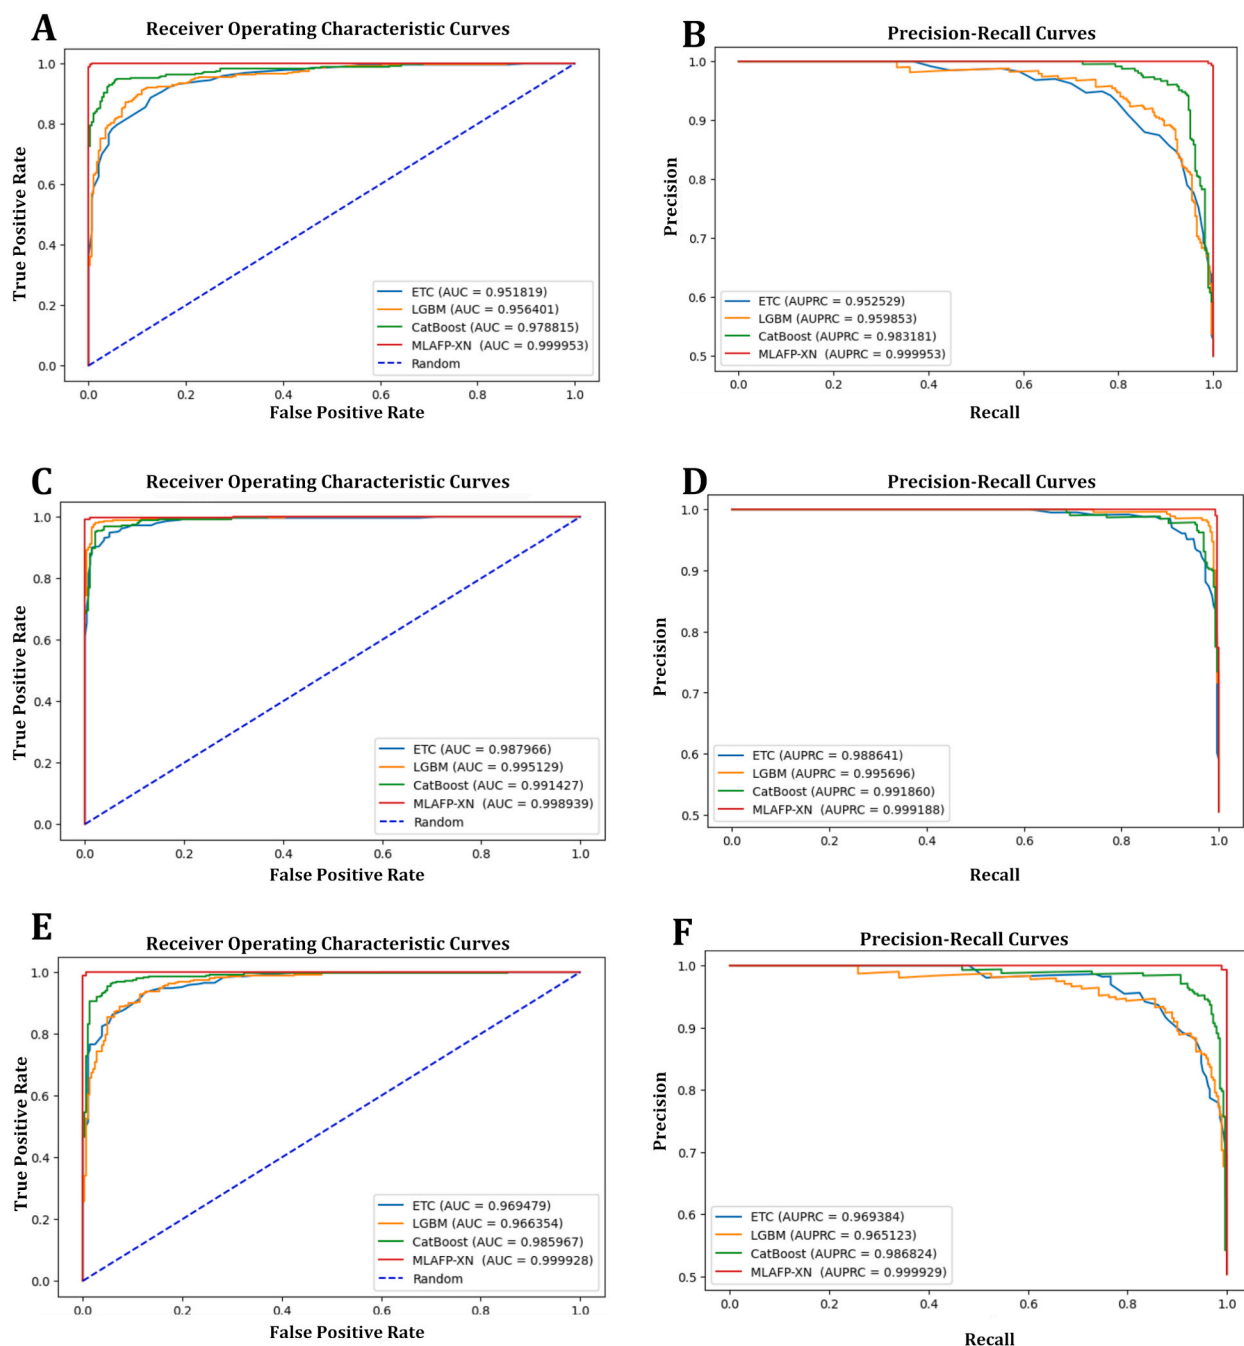 A
Receiver Operating Characteristic Curves
True Positive Rate
1.0
0.8
0.6
0.4
0.2
0.0
ETC (AUC = 0.951819)
LGBM (AUC = 0.956401)
CatBoost (AUC = 0.978815)
MLAFP-XN (AUC = 0.999953)
Random
0.0 0.2 0.4 0.6 0.8 1.0
False Positive Rate
B
Precision-Recall Curves
Precision
1.0
0.9
0.8
0.7
0.6
0.5
ETC (AUPRC = 0.952529)
LGBM (AUPRC = 0.959853)
CatBoost (AUPRC = 0.983181)
MLAFP-XN (AUPRC = 0.999953)
0.0 0.2 0.4 0.6 0.8 1.0
Recall
C
Receiver Operating Characteristic Curves
True Positive Rate
1.0
0.8
0.6
0.4
0.2
0.0
ETC (AUC = 0.987966)
LGBM (AUC = 0.995129)
CatBoost (AUC = 0.991427)
MLAFP-XN (AUC = 0.998939)
Random
0.0 0.2 0.4 0.6 0.8 1.0
False Positive Rate
D
Precision-Recall Curves
Precision
1.0
0.9
0.8
0.7
0.6
0.5
ETC (AUPRC = 0.988641)
LGBM (AUPRC = 0.995696)
CatBoost (AUPRC = 0.991860)
MLAFP-XN (AUPRC = 0.999188)
0.0 0.2 0.4 0.6 0.8 1.0
Recall
E
Receiver Operating Characteristic Curves
True Positive Rate
1.0
0.8
0.6
0.4
0.2
0.0
ETC (AUC = 0.969479)
LGBM (AUC = 0.966354)
CatBoost (AUC = 0.985967)
MLAFP-XN (AUC = 0.999928)
Random
0.0 0.2 0.4 0.6 0.8 1.0
False Positive Rate
F
Precision-Recall Curves
Precision
1.0
0.9
0.8
0.7
0.6
0.5
ETC (AUPRC = 0.969384)
LGBM (AUPRC = 0.965123)
CatBoost (AUPRC = 0.986824)
MLAFP-XN (AUPRC = 0.999929)
0.0 0.2 0.4 0.6 0.8 1.0
Recall